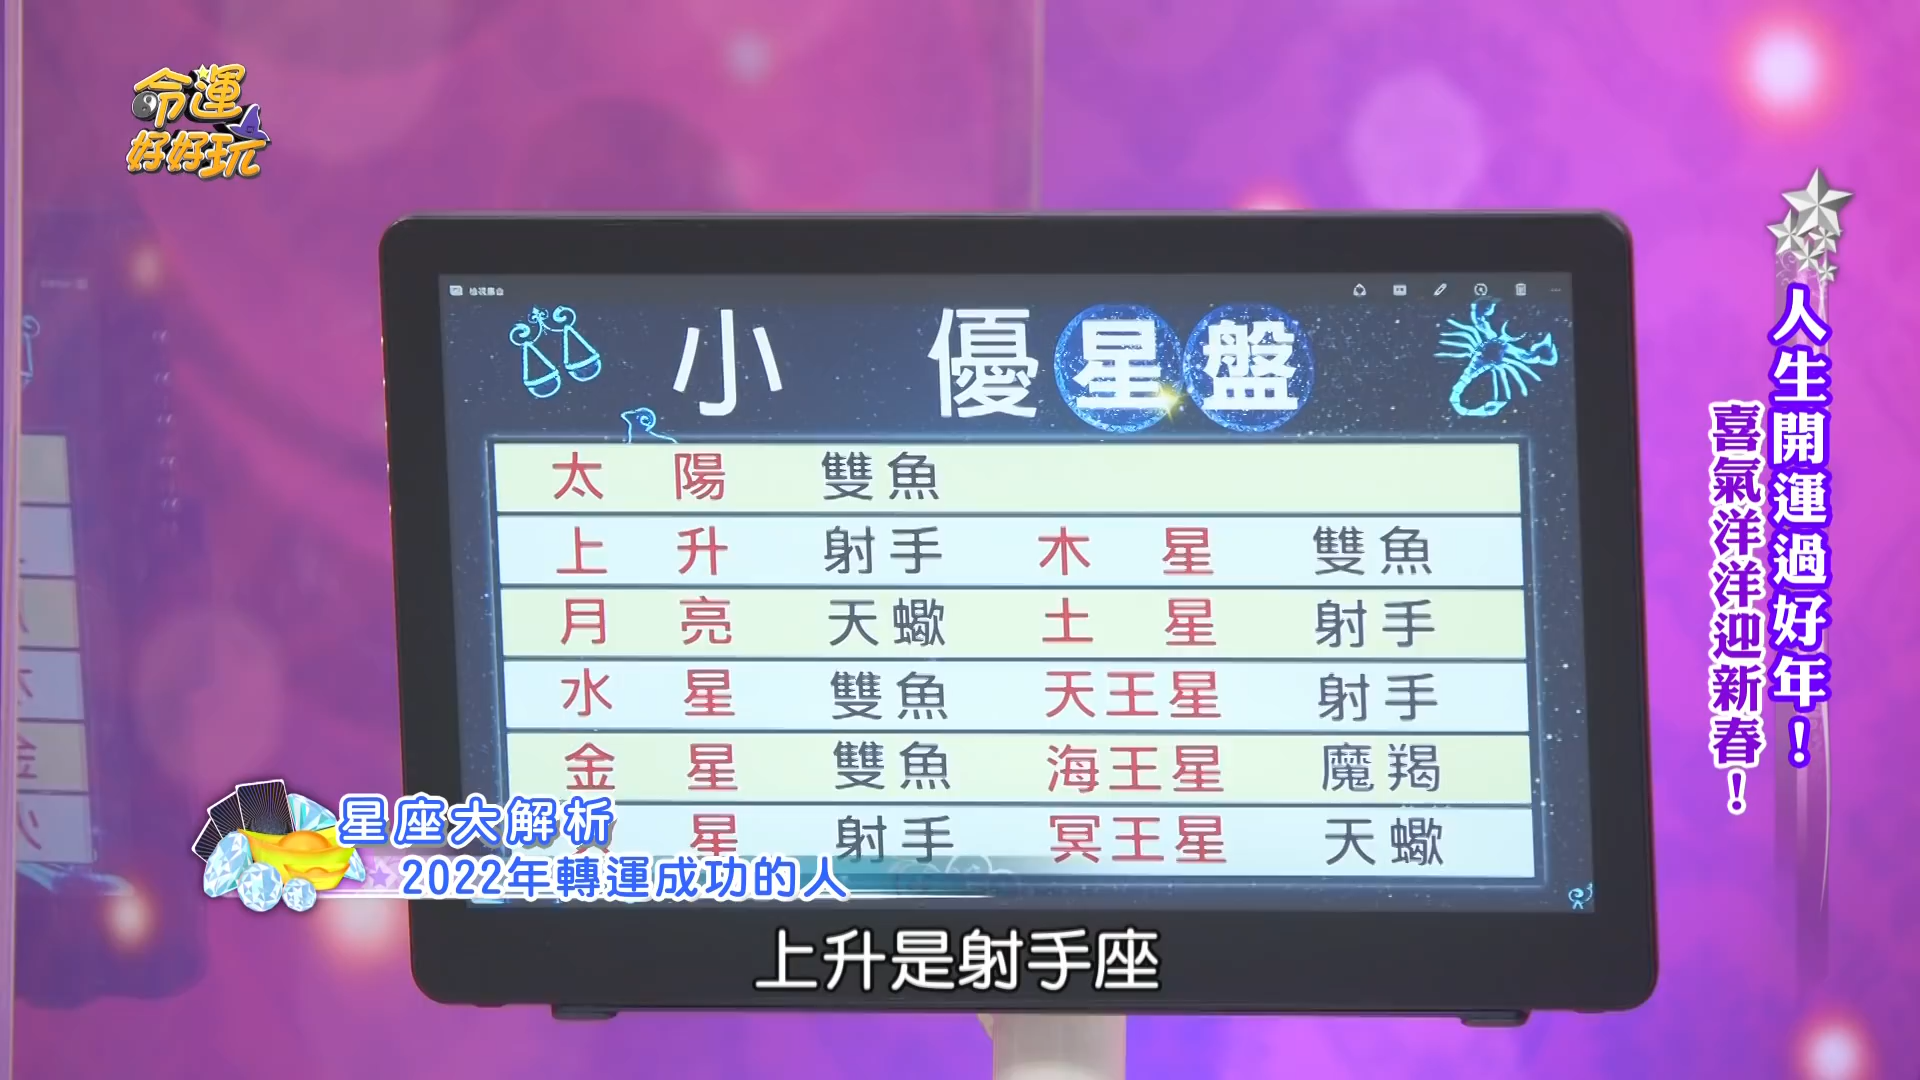 命運
好好玩
人生開運過好年！
喜氣洋洋迎新春！
小 優 星盤
太 陽 雙魚
上 升 射手 木 星 雙魚
月 亮 天蠍 土 星 射手
水 星 雙魚 天王星 射手
金 星 雙魚 海王星 魔羯
星 射手 冥王星 天蠍
星座大解析
2022年轉運成功的人
上升是射手座